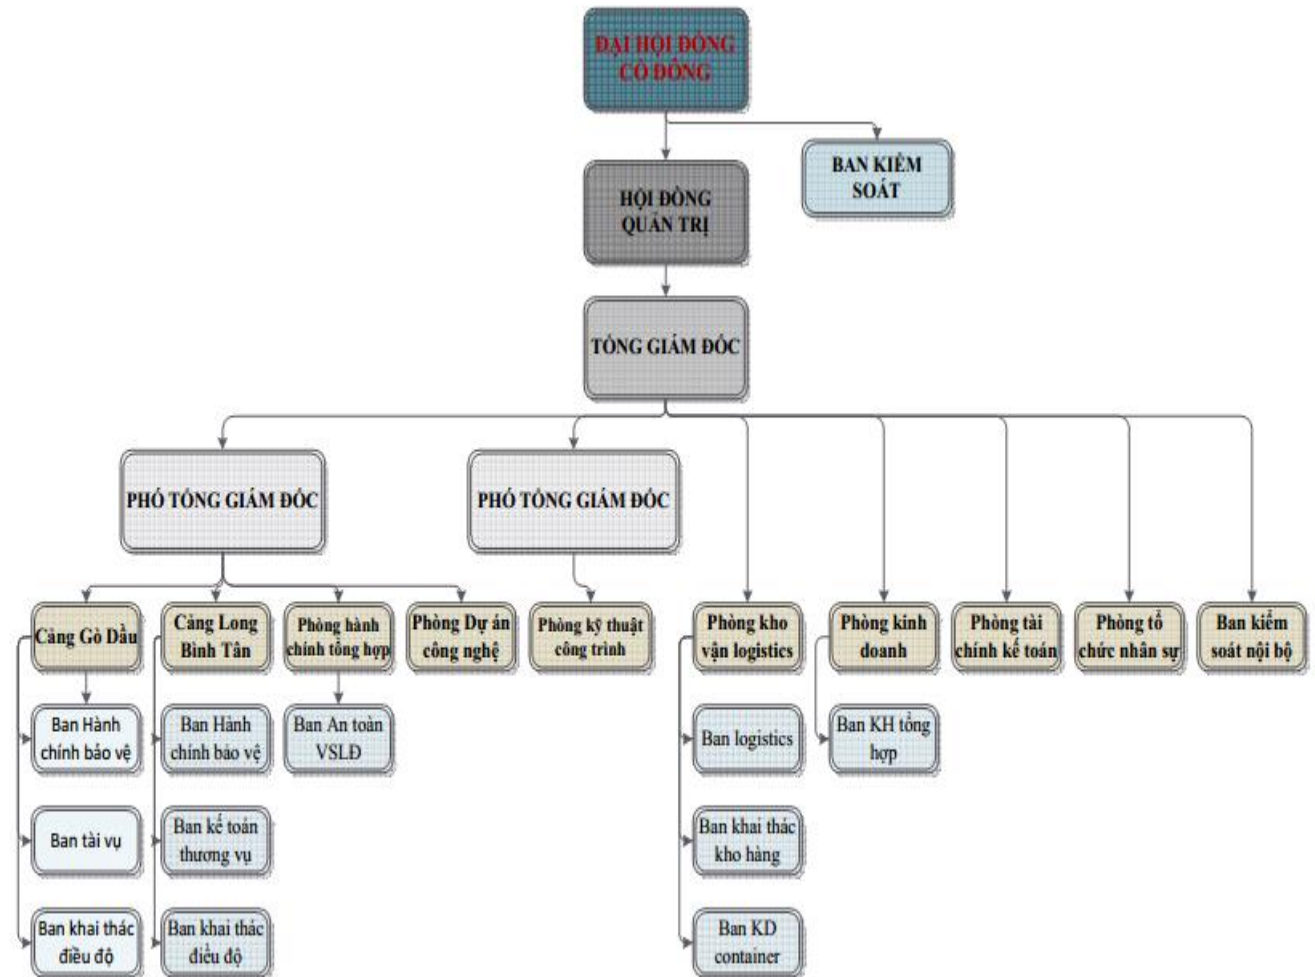 ĐẠI HỘI ĐỒNG
CỔ ĐÔNG
BAN KIỂM
SOÁT
HỘI ĐỒNG
QUẢN TRỊ
TỔNG GIÁM ĐỐC
PHÓ TỔNG GIÁM ĐỐC
PHÓ TỔNG GIÁM ĐỐC
Cảng Gò Dầu
Cảng Long
Bình Tân
Phòng hành
chính tổng hợp
Phòng Dự án
công nghệ
Phòng kỹ thuật
công trình
Phòng kho
vận logistics
Phòng kinh
doanh
Phòng tài
chính kế toán
Phòng tổ
chức nhân sự
Ban kiểm
soát nội bộ
Ban Hành
chính bảo vệ
Ban Hành
chính bảo vệ
Ban An toàn
VSLĐ
Ban logistics
Ban KH tổng
hợp
Ban tài vụ
Ban kế toán
thương vụ
Ban khai thác
kho hàng
Ban khai thác
điều độ
Ban khai thác
điều độ
Ban KD
container